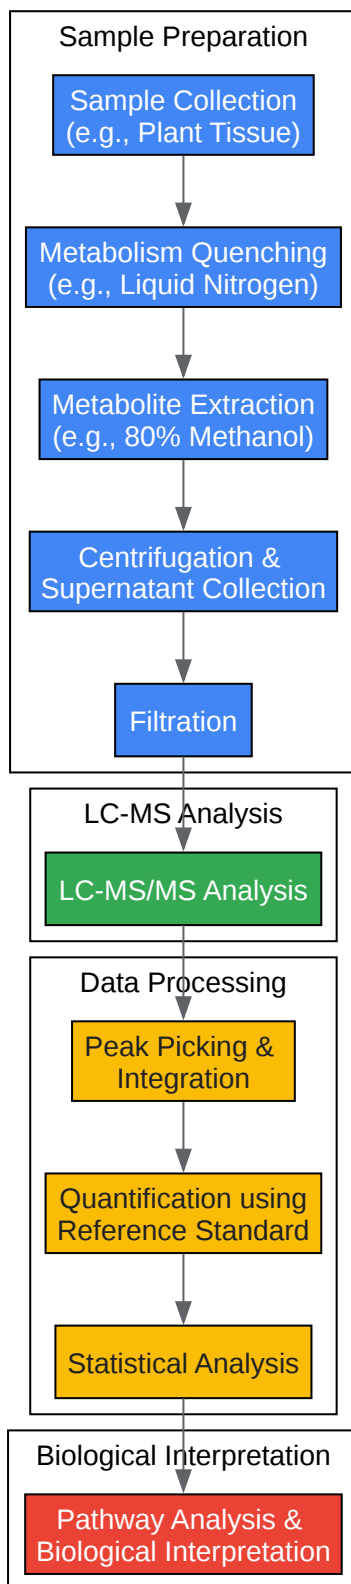 Sample Preparation
Sample Collection
(e.g., Plant Tissue)
Metabolism Quenching
(e.g., Liquid Nitrogen)
Metabolite Extraction
(e.g., 80% Methanol)
Centrifugation &
Supernatant Collection
Filtration
LC-MS Analysis
LC-MS/MS Analysis
Data Processing
Peak Picking &
Integration
Quantification using
Reference Standard
Statistical Analysis
Biological Interpretation
Pathway Analysis &
Biological Interpretation